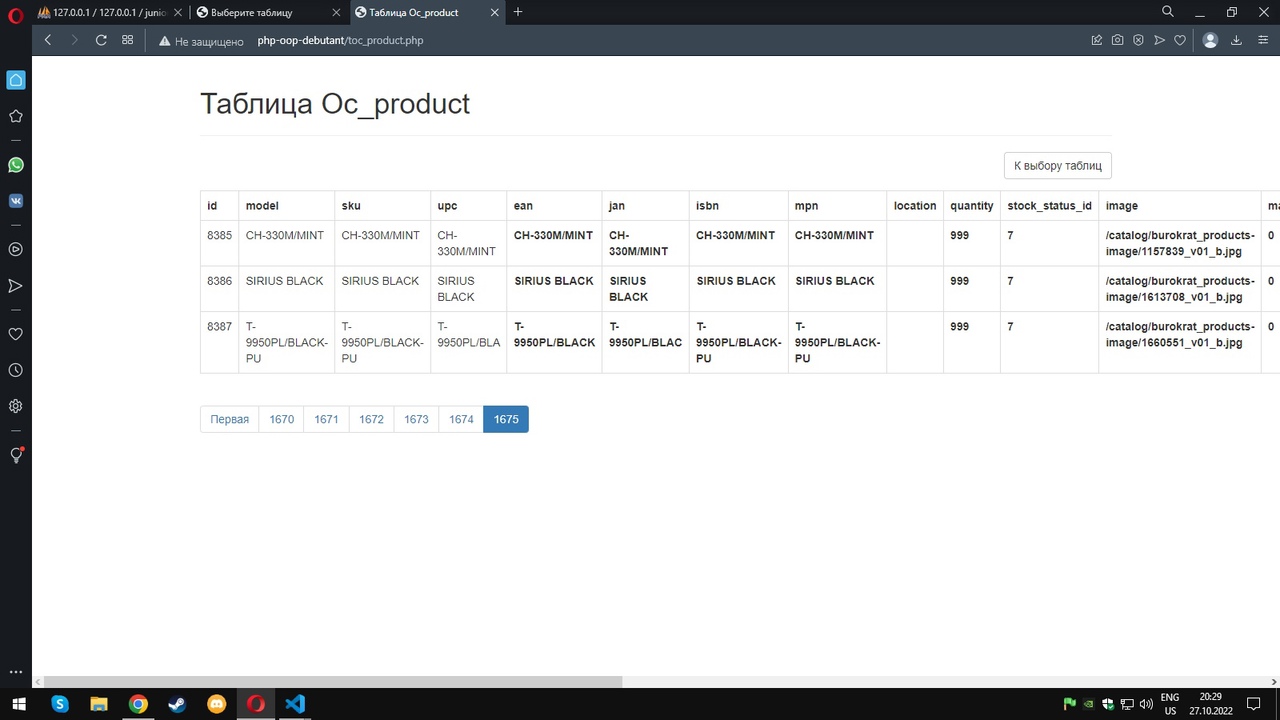 127.0.0.1 / 127.0.0.1 / junio
Выберите таблицу
Таблица Oc_product
Не защищено
php-oop-debutant/toc_product.php
Таблица Oc_product
К выбору таблиц
id model sku upc ean jan isbn mpn location quantity stock_status_id image ma
8385 CH-330M/MINT CH-330M/MINT CH- CH-330M/MINT CH- CH-330M/MINT CH-330M/MINT 999 7 /catalog/burokrat_products- 0
330M/MINT 330M/MINT image/1157839_v01_b.jpg
8386 SIRIUS BLACK SIRIUS BLACK SIRIUS SIRIUS BLACK SIRIUS SIRIUS BLACK SIRIUS BLACK 999 7 /catalog/burokrat_products- 0
BLACK BLACK image/1613708_v01_b.jpg
8387 T- T- T- T- T- T- T- 999 7 /catalog/burokrat_products- 0
9950PL/BLACK- 9950PL/BLACK- 9950PL/BLA 9950PL/BLACK 9950PL/BLAC 9950PL/BLACK- 9950PL/BLACK- image/1660551_v01_b.jpg
PU PU PU PU
Первая 1670 1671 1672 1673 1674 1675
ENG
US
20:29
27.10.2022